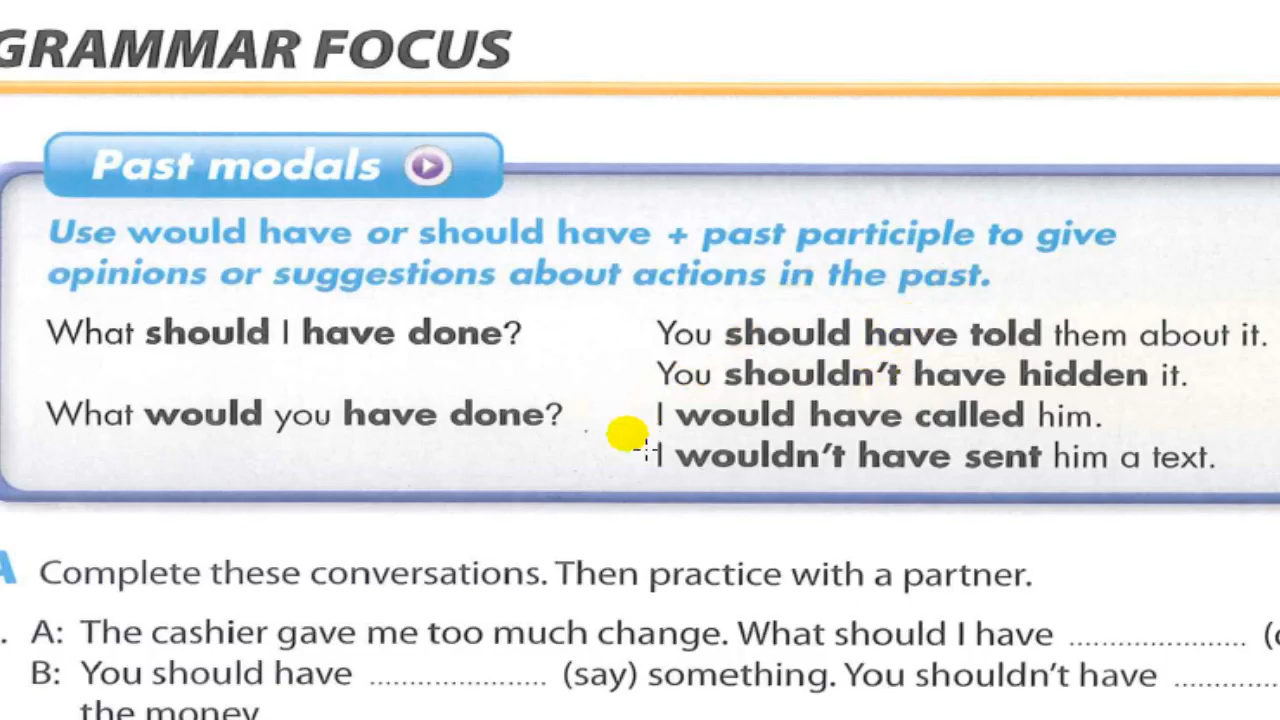 GRAMMAR FOCUS
Past modals
Use would have or should have + past participle to give
opinions or suggestions about actions in the past.
What should I have done? You should have told them about it.
You shouldn't have hidden it.
What would you have done? I would have called him.
I wouldn't have sent him a text.
A Complete these conversations. Then practice with a partner.
. A: The cashier gave me too much change. What should I have .................... (
B: You should have .................... (say) something. You shouldn't have ............
the money